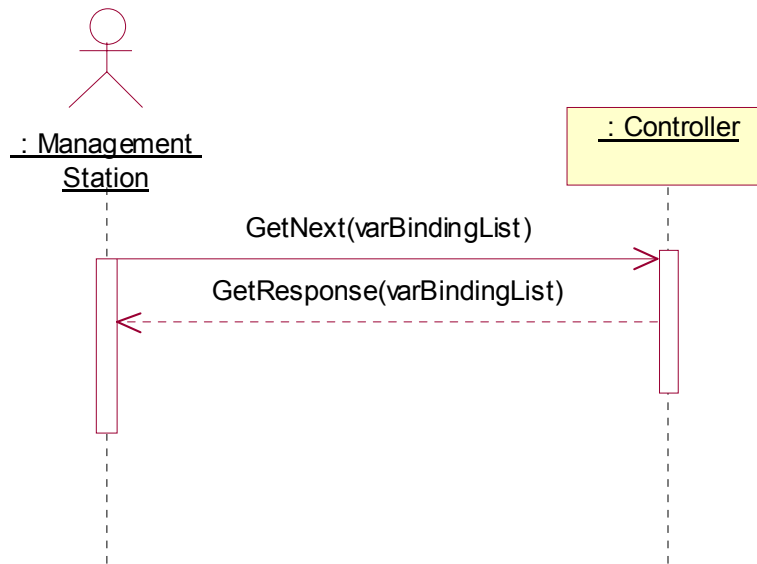 : Management
Station
: Controller
GetNext(varBindingList)
GetResponse(varBindingList)